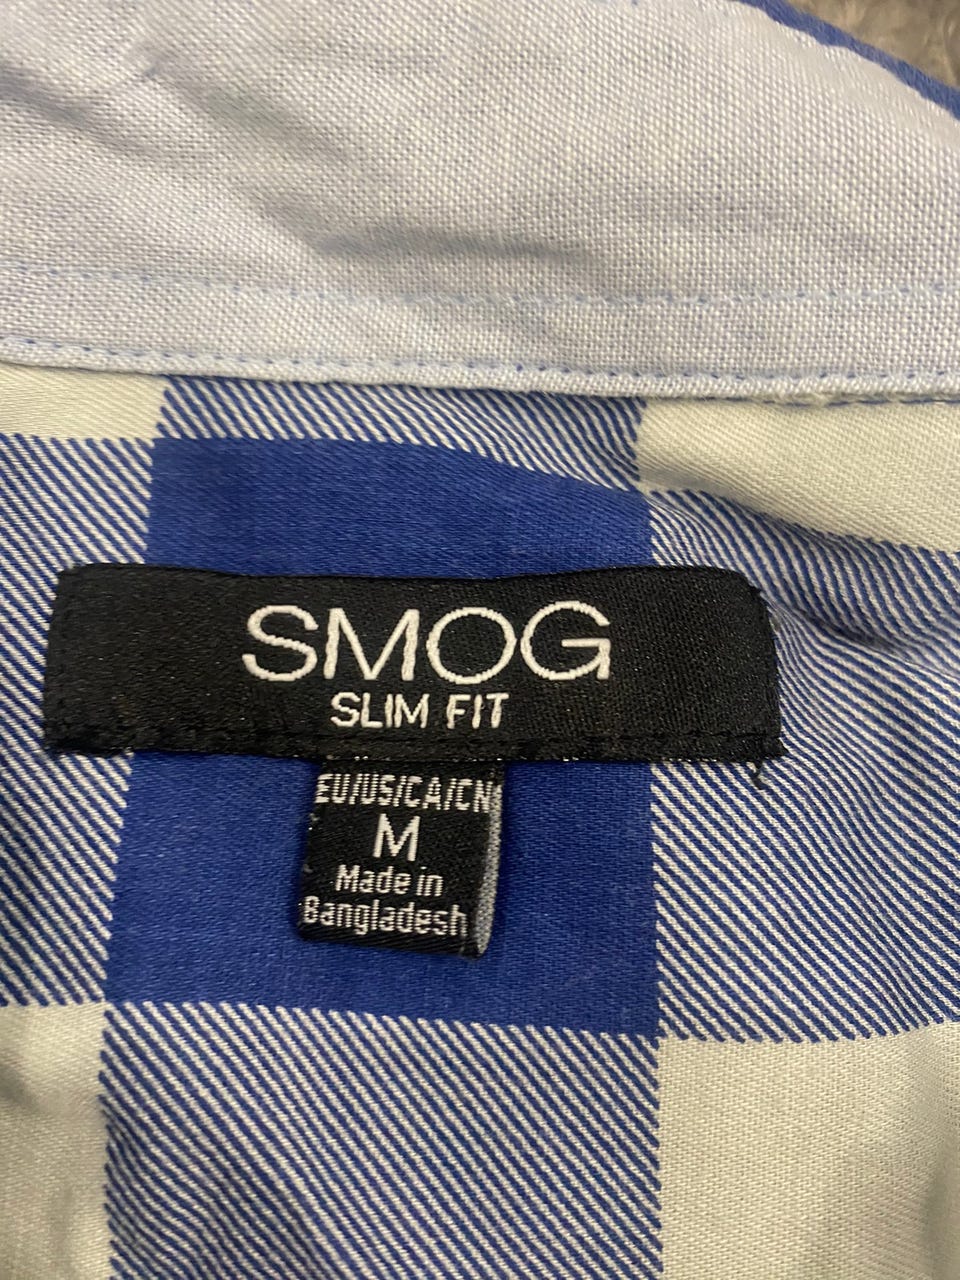 SMOG
SLIM FIT
EU/US/CA/CN
M
Made in
Bangladesh